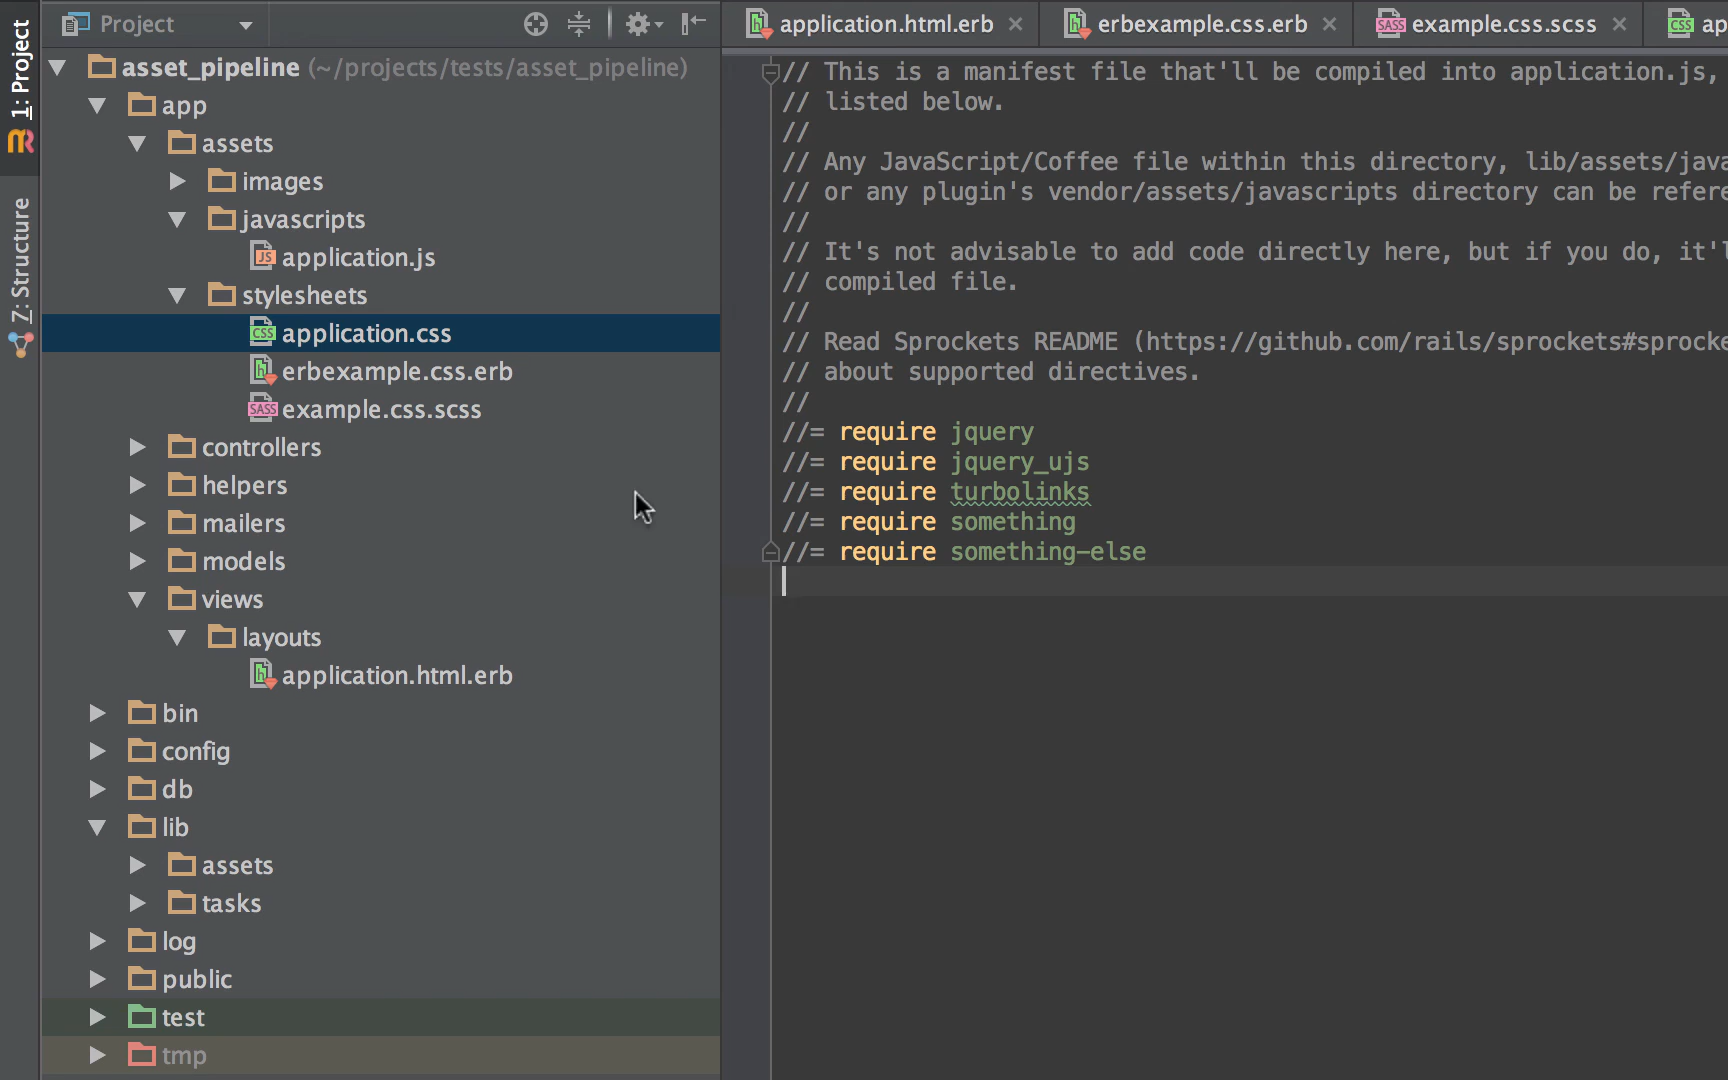 1: Project
Z: Structure
Project
asset_pipeline (~/projects/tests/asset_pipeline)
app
assets
images
javascripts
JS application.js
stylesheets
CSS application.css
h erbexample.css.erb
SASS example.css.scss
controllers
helpers
mailers
models
views
layouts
h application.html.erb
bin
config
db
lib
assets
tasks
log
public
test
tmp
h application.html.erb
h erbexample.css.erb
SASS example.css.scss
CSS ap
// This is a manifest file that'll be compiled into application.js,
// listed below.
//
// Any JavaScript/Coffee file within this directory, lib/assets/java
// or any plugin's vendor/assets/javascripts directory can be refere
//
// It's not advisable to add code directly here, but if you do, it'l
// compiled file.
//
// Read Sprockets README (https://github.com/rails/sprockets#sprocke
// about supported directives.
//
//= require jquery
//= require jquery_ujs
//= require turbolinks
//= require something
//= require something-else